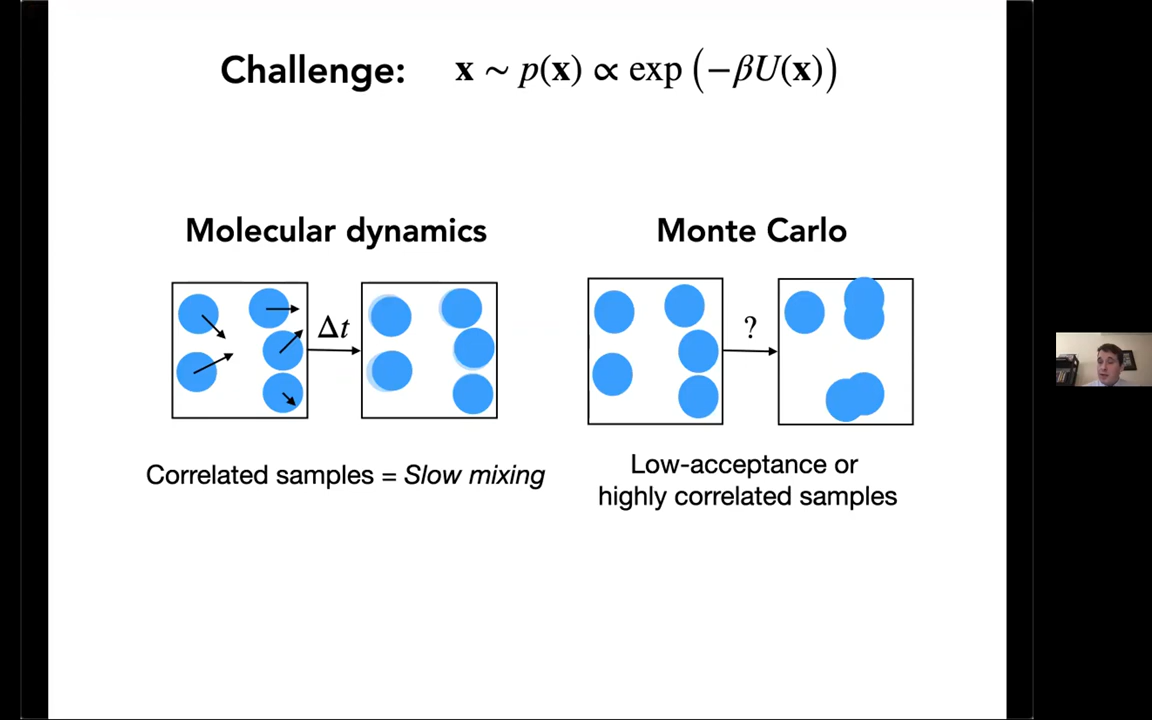 Challenge: x ~ p(x) ∝ exp (−βU(x))
Molecular dynamics
Monte Carlo
Δt
?
Correlated samples = Slow mixing
Low-acceptance or
highly correlated samples